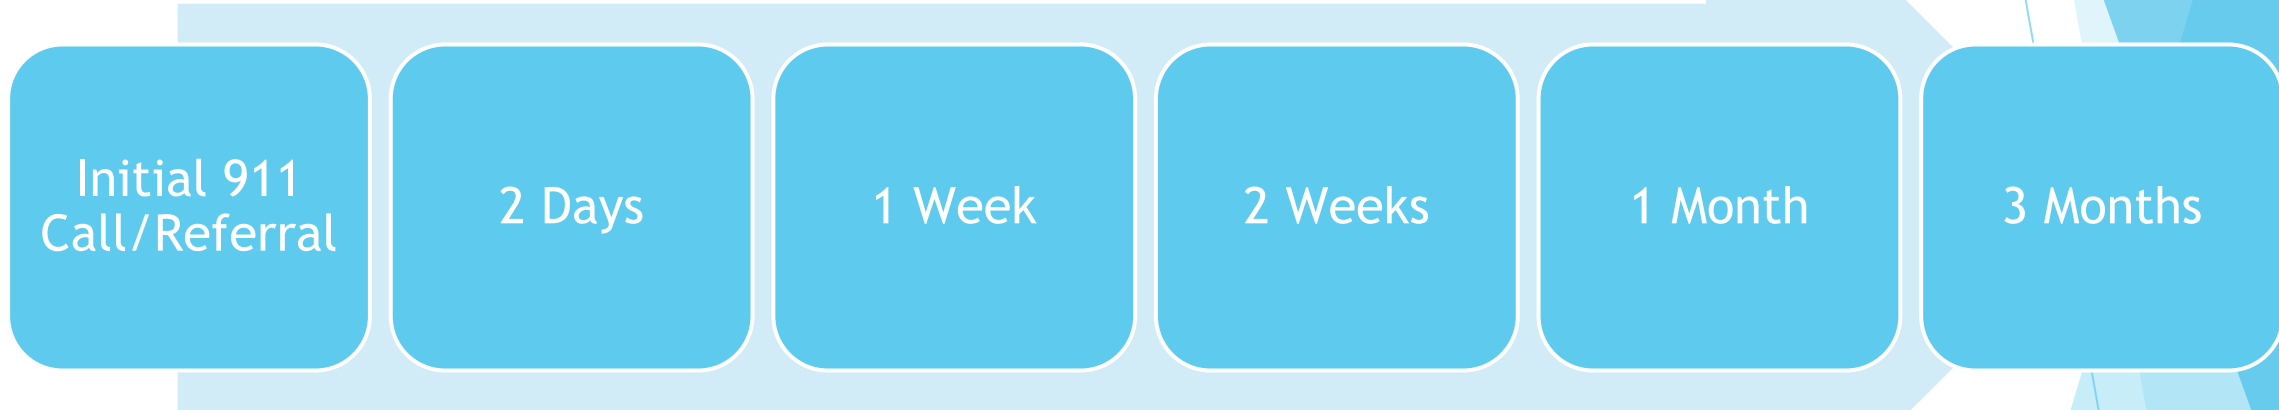 Initial 911
Call/Referral
2 Days
1 Week
2 Weeks
1 Month
3 Months